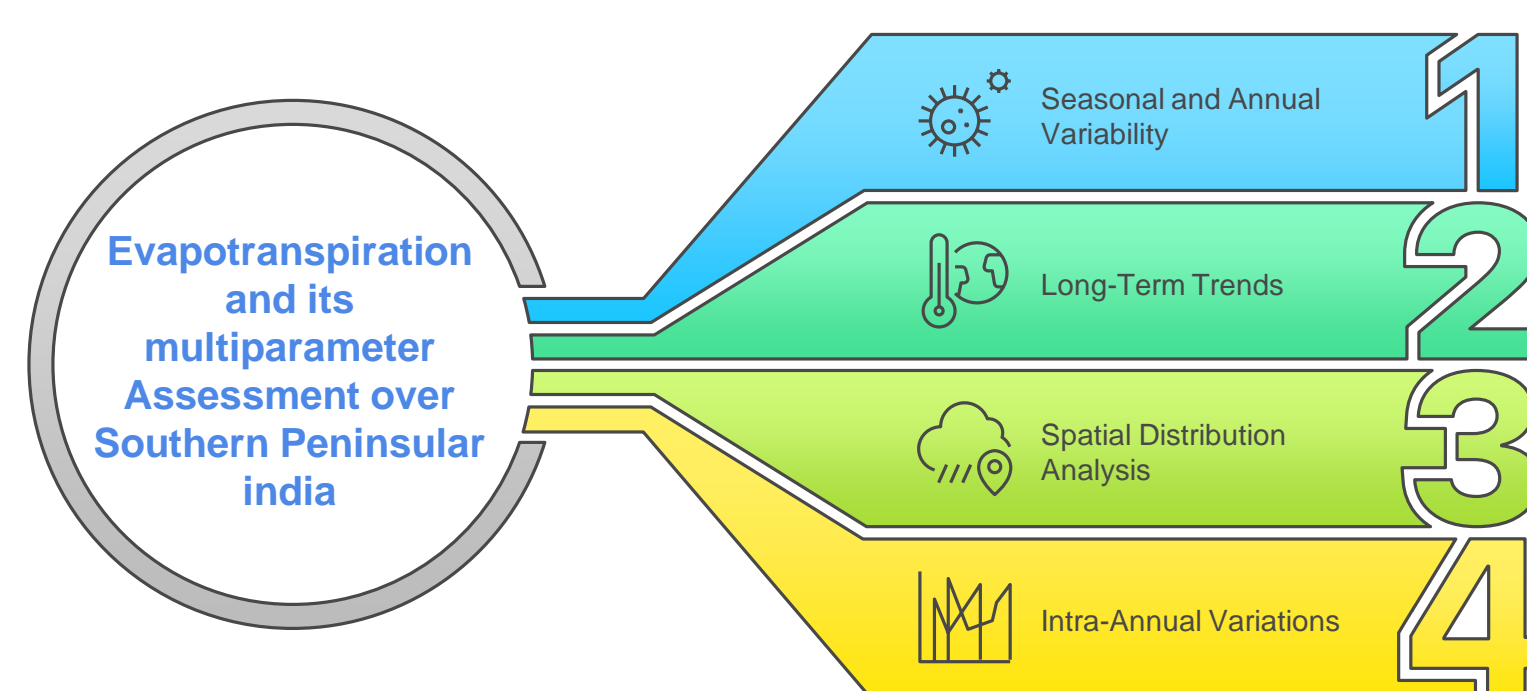 Evapotranspiration
and its
multiparameter
Assessment over
Southern Peninsular
india
Seasonal and Annual
Variability
1
Long-Term Trends
2
Spatial Distribution
Analysis
3
Intra-Annual Variations
4